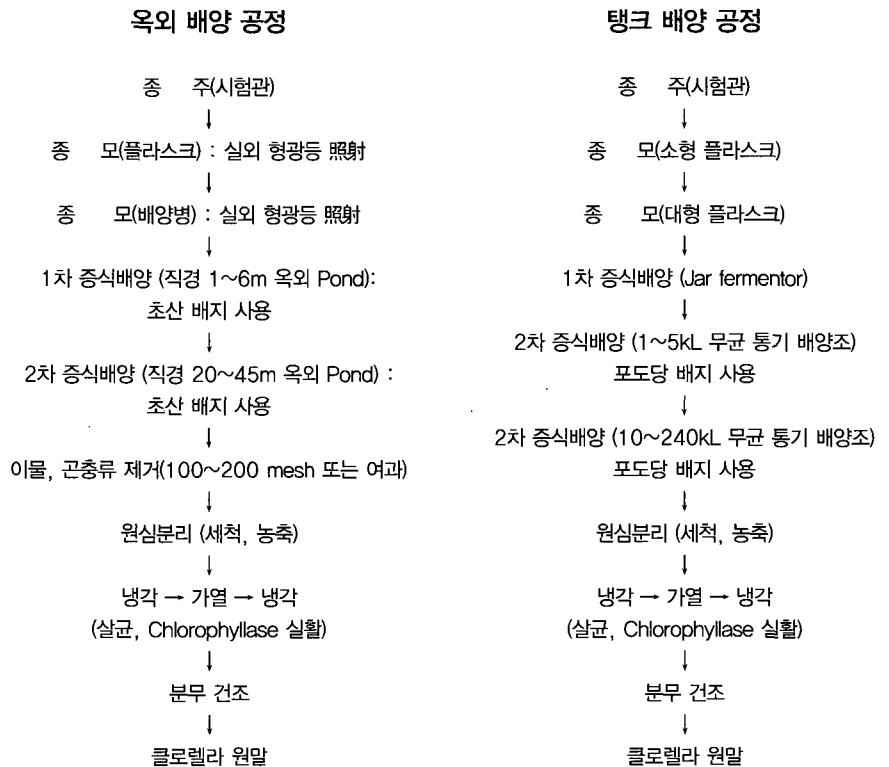 옥외 배양 공정
종 주(시험관)
↓
종 모(플라스크) : 실외 형광등 照射
↓
종 모(배양병) : 실외 형광등 照射
↓
1차 증식배양 (직경 1~6m 옥외 Pond):
초산 배지 사용
↓
2차 증식배양 (직경 20~45m 옥외 Pond) :
초산 배지 사용
↓
이물, 곤충류 제거(100~200 mesh 또는 여과)
↓
원심분리 (세척, 농축)
↓
냉각 → 가열 → 냉각
(살균, Chlorophyllase 실활)
↓
분무 건조
↓
클로렐라 원말
탱크 배양 공정
종 주(시험관)
↓
종 모(소형 플라스크)
↓
종 모(대형 플라스크)
↓
1차 증식배양 (Jar fermentor)
↓
2차 증식배양 (1~5kL 무균 통기 배양조)
포도당 배지 사용
↓
2차 증식배양 (10~240kL 무균 통기 배양조)
포도당 배지 사용
↓
원심분리 (세척, 농축)
↓
냉각 → 가열 → 냉각
(살균, Chlorophyllase 실활)
↓
분무 건조
↓
클로렐라 원말